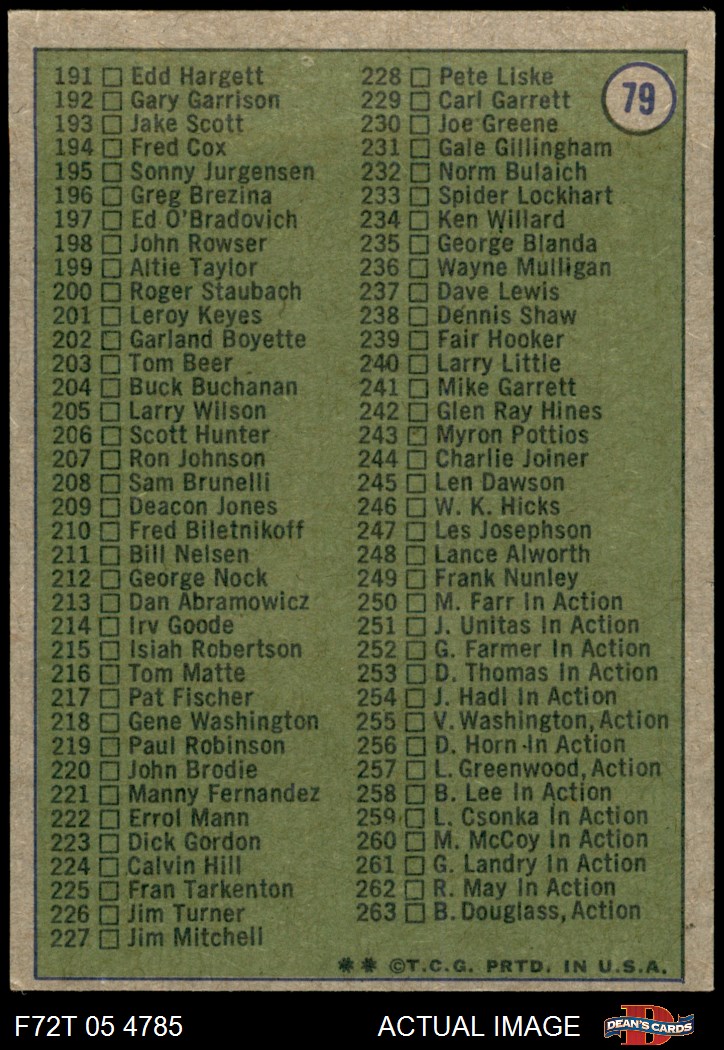 79
191 □ Edd Hargett
192 □ Gary Garrison
193 □ Jake Scott
194 □ Fred Cox
195 □ Sonny Jurgensen
196 □ Greg Brezina
197 □ Ed O'Bradovich
198 □ John Rowser
199 □ Altie Taylor
200 □ Roger Staubach
201 □ Leroy Keyes
202 □ Garland Boyette
203 □ Tom Beer
204 □ Buck Buchanan
205 □ Larry Wilson
206 □ Scott Hunter
207 □ Ron Johnson
208 □ Sam Brunelli
209 □ Deacon Jones
210 □ Fred Biletnikoff
211 □ Bill Nelsen
212 □ George Nock
213 □ Dan Abramowicz
214 □ Irv Goode
215 □ Isiah Robertson
216 □ Tom Matte
217 □ Pat Fischer
218 □ Gene Washington
219 □ Paul Robinson
220 □ John Brodie
221 □ Manny Fernandez
222 □ Errol Mann
223 □ Dick Gordon
224 □ Calvin Hill
225 □ Fran Tarkenton
226 □ Jim Turner
227 □ Jim Mitchell
228 □ Pete Liske
229 □ Carl Garrett
230 □ Joe Greene
231 □ Gale Gillingham
232 □ Norm Bulaich
233 □ Spider Lockhart
234 □ Ken Willard
235 □ George Blanda
236 □ Wayne Mulligan
237 □ Dave Lewis
238 □ Dennis Shaw
239 □ Fair Hooker
240 □ Larry Little
241 □ Mike Garrett
242 □ Glen Ray Hines
243 □ Myron Pottios
244 □ Charlie Joiner
245 □ Len Dawson
246 □ W. K. Hicks
247 □ Les Josephson
248 □ Lance Alworth
249 □ Frank Nunley
250 □ M. Farr In Action
251 □ J. Unitas In Action
252 □ G. Farmer In Action
253 □ D. Thomas In Action
254 □ J. Hadl In Action
255 □ V. Washington, Action
256 □ D. Horn In Action
257 □ L. Greenwood, Action
258 □ B. Lee In Action
259 □ L. Csonka In Action
260 □ M. McCoy In Action
261 □ G. Landry In Action
262 □ R. May In Action
263 □ B. Douglass, Action
** ©T.C.G. PRTD. IN U.S.A.
F72T 05 4785 ACTUAL IMAGE
D
DEAN'S CARDS